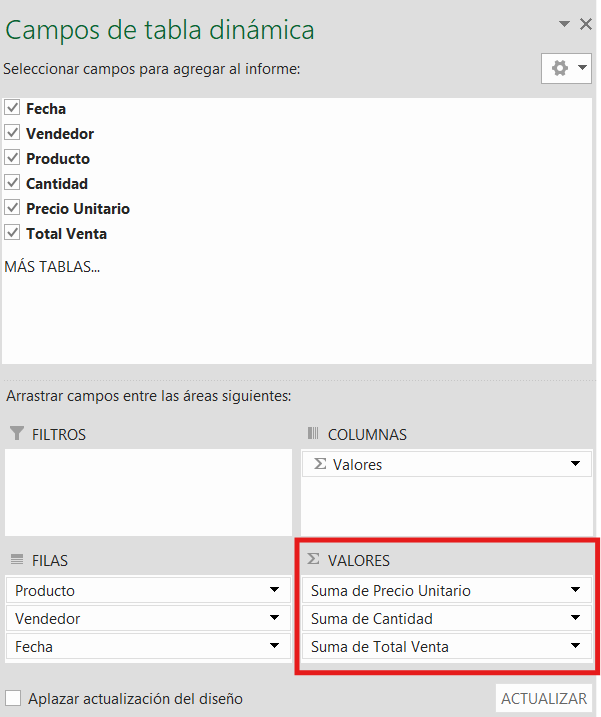 Campos de tabla dinámica
Seleccionar campos para agregar al informe:
Fecha
Vendedor
Producto
Cantidad
Precio Unitario
Total Venta
MÁS TABLAS...
Arrastrar campos entre las áreas siguientes:
FILTROS
COLUMNAS
Σ Valores
FILAS
Producto
Vendedor
Fecha
Σ VALORES
Suma de Precio Unitario
Suma de Cantidad
Suma de Total Venta
Aplazar actualización del diseño
ACTUALIZAR